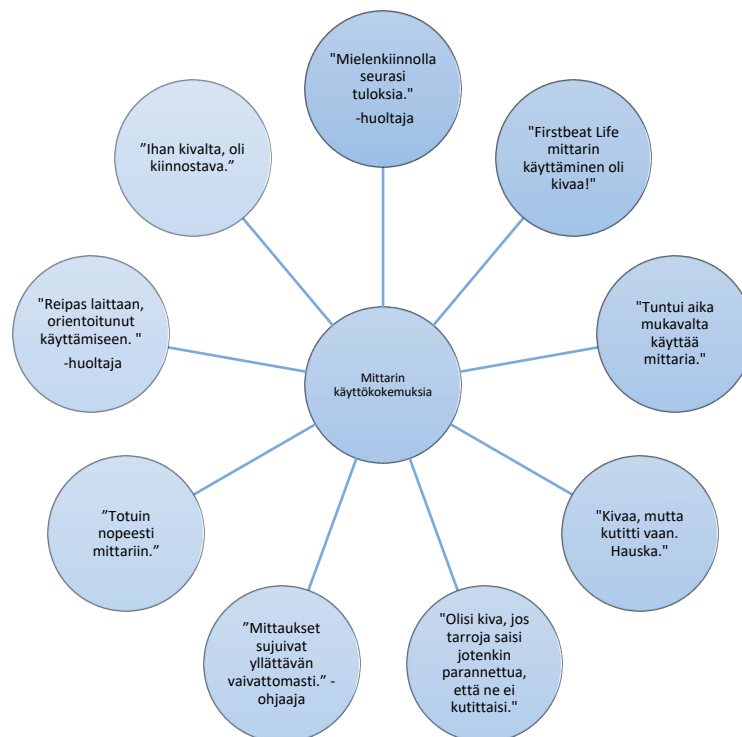 "Mielenkiinnolla
seurasi
tuloksia."
-huoltaja
"Firstbeat Life
mittarin
käyttäminen oli
kivaa!"
"Tuntui aika
mukavalta
käyttää
mittaria."
"Kivaa, mutta
kutitti vaan.
Hauska."
"Olisi kiva, jos
tarroja saisi
jotenkin
parannettua,
että ne ei
kutittaisi."
”Mittaukset
sujuivat
yllättävän
vaivattomasti.” -
ohjaaja
”Totuin
nopeesti
mittariin.”
"Reipas laittaan,
orientoitunut
käyttämiseen. "
-huoltaja
”Ihan kivalta, oli
kiinnostava.”
Mittarin
käyttökokemuksia